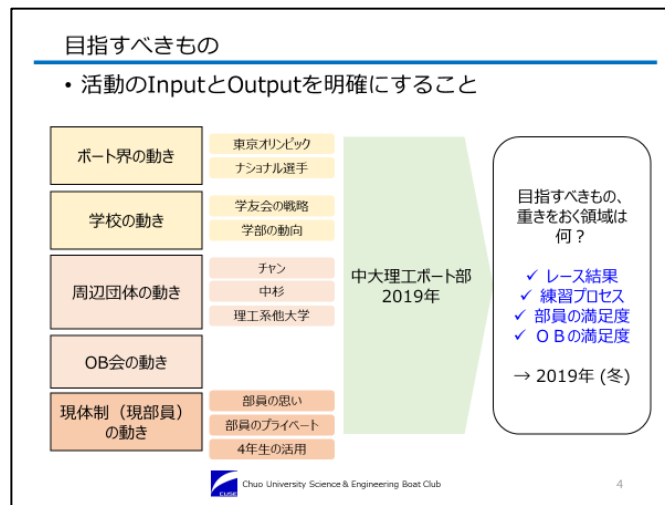 目指すべきもの
• 活動のInputとOutputを明確にすること
ボート界の動き
東京オリンピック
ナショナル選手
学校の動き
学友会の戦略
学部の動向
周辺団体の動き
チャン
中杉
理工系他大学
OB会の動き
現体制（現部員）
の動き
部員の思い
部員のプライベート
4年生の活用
中大理工ボート部
2019年
目指すべきもの、
重きをおく領域は
何？
✓ レース結果
✓ 練習プロセス
✓ 部員の満足度
✓ ＯＢの満足度
→ 2019年 (冬)
CUSE
Chuo University Science & Engineering Boat Club
4